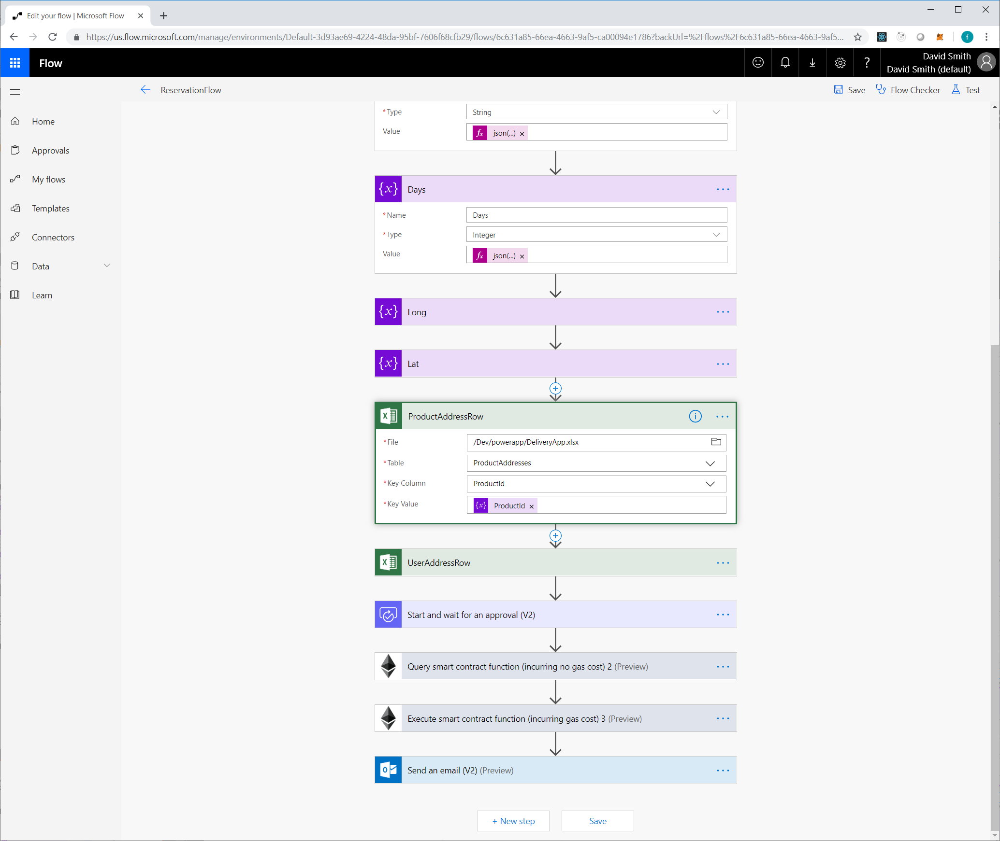 Edit your flow | Microsoft Flow
https://us.flow.microsoft.com/manage/environments/Default-3d93ae69-4224-48da-95bf-7606f68cfb29/flows/6c631a85-66ea-4663-9af5-ca00094e1786?backUrl=%2Fflows%2F6c631a85-66ea-4663-9af5...
f
Flow
?
David Smith
David Smith (default)
ReservationFlow
Save
Flow Checker
Test
Home
Approvals
My flows
Templates
Connectors
Data
Learn
*Type
String
Value
fx json(...) ×
{x} Days
*Name
Days
*Type
Integer
Value
fx json(...) ×
{x} Long
{x} Lat
ProductAddressRow
*File
/Dev/powerapp/DeliveryApp.xlsx
*Table
ProductAddresses
*Key Column
ProductId
*Key Value
{x} ProductId ×
UserAddressRow
Start and wait for an approval (V2)
Query smart contract function (incurring no gas cost) 2 (Preview)
Execute smart contract function (incurring gas cost) 3 (Preview)
Send an email (V2) (Preview)
+ New step
Save